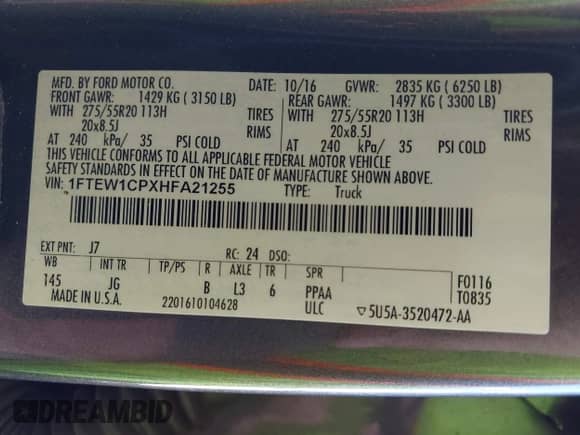 MFD. BY FORD MOTOR CO.
DATE: 10/16 GVWR: 2835 KG ( 6250 LB)
FRONT GAWR: 1429 KG ( 3150 LB)
REAR GAWR: 1497 KG ( 3300 LB)
WITH 275/55R20 113H TIRES
WITH 275/55R20 113H TIRES
20x8.5J RIMS
20x8.5J RIMS
AT 240 kPa/ 35 PSI COLD
AT 240 kPa/ 35 PSI COLD
THIS VEHICLE CONFORMS TO ALL APPLICABLE FEDERAL MOTOR VEHICLE
SAFETY STANDARDS IN EFFECT ON THE DATE OF MANUFACTURE SHOWN ABOVE.
VIN: 1FTEW1CPXHFA21255 TYPE: Truck
EXT PNT: J7 RC: 24 DSO:
WB INT TR TP/PS R AXLE TR SPR
145 JG B L3 6 PPAA
F0116
T0835
MADE IN U.S.A. 2201610104628 ULC ▽5U5A-3520472-AA
DREAMBID